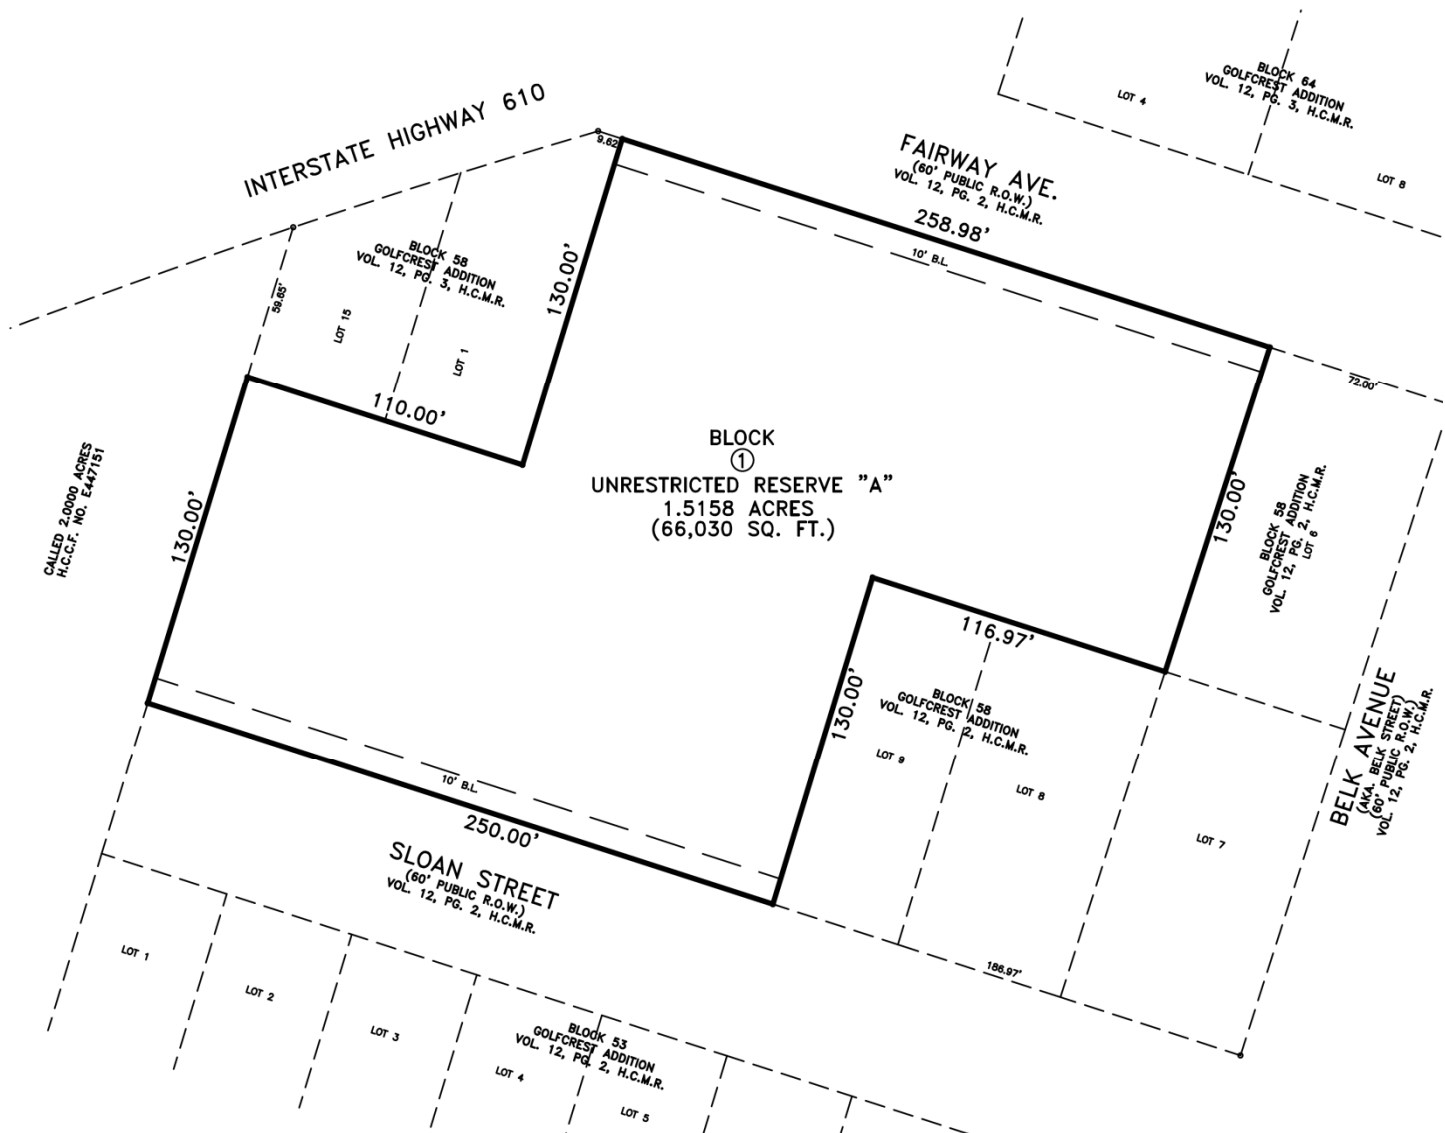 INTERSTATE HIGHWAY 610
9.62
FAIRWAY AVE.
(60' PUBLIC R.O.W.)
VOL. 12, PG. 2, H.C.M.R.
258.98'
10' B.L.
BLOCK 64
GOLFCREST ADDITION
VOL. 12, PG. 3, H.C.M.R.
LOT 4
LOT 8
BLOCK 58
GOLFCREST ADDITION
VOL. 12, PG. 3, H.C.M.R.
59.65'
LOT 15
LOT 1
130.00'
110.00'
72.00'
CALLED 2.0000 ACRES
H.C.C.F. NO. E447151
130.00'
BLOCK
1
UNRESTRICTED RESERVE "A"
1.5158 ACRES
(66,030 SQ. FT.)
130.00'
BLOCK 58
GOLFCREST ADDITION
VOL. 12, PG. 2, H.C.M.R.
LOT 6
116.97'
130.00'
BLOCK 58
GOLFCREST ADDITION
VOL. 12, PG. 2, H.C.M.R.
LOT 9
LOT 8
LOT 7
BELK AVENUE
(AKA. BELK STREET)
(60' PUBLIC R.O.W.)
VOL. 12, PG. 2, H.C.M.R.
10' B.L.
250.00'
SLOAN STREET
(60' PUBLIC R.O.W.)
VOL. 12, PG. 2, H.C.M.R.
186.97'
LOT 1
LOT 2
LOT 3
BLOCK 53
GOLFCREST ADDITION
VOL. 12, PG. 2, H.C.M.R.
LOT 4
LOT 5